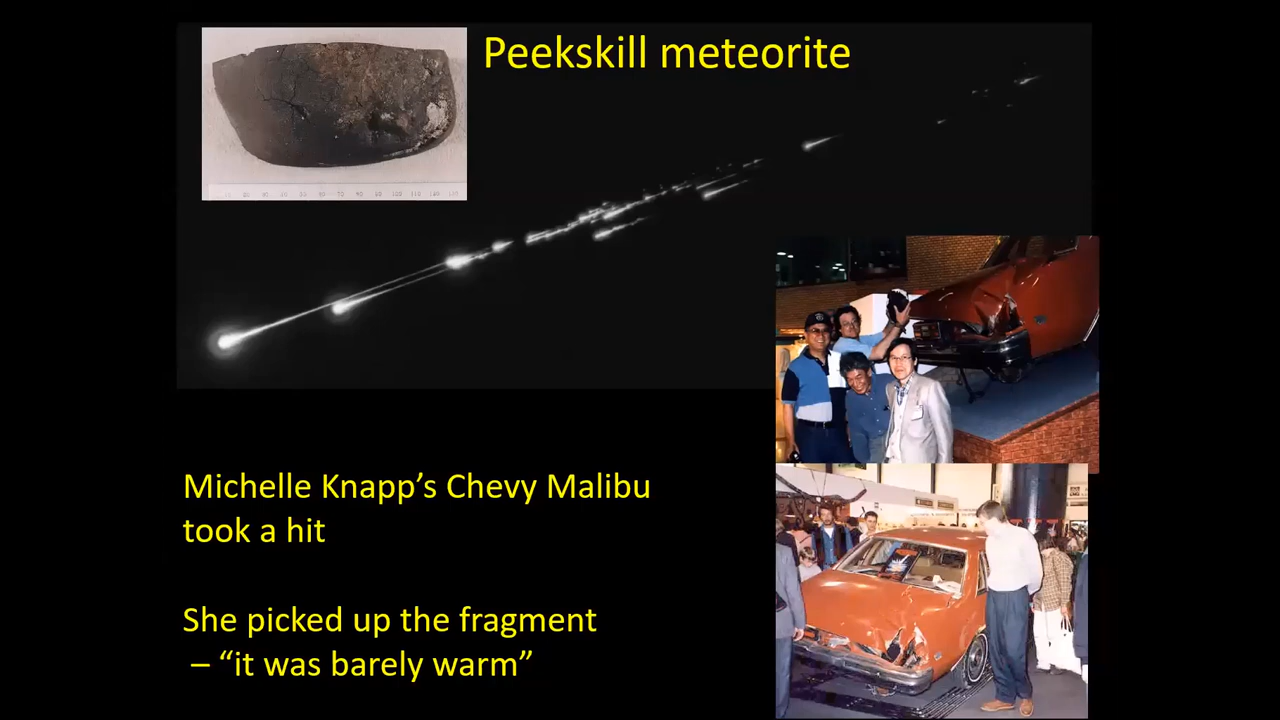 Peekskill meteorite
Michelle Knapp’s Chevy Malibu
took a hit
She picked up the fragment
– “it was barely warm”